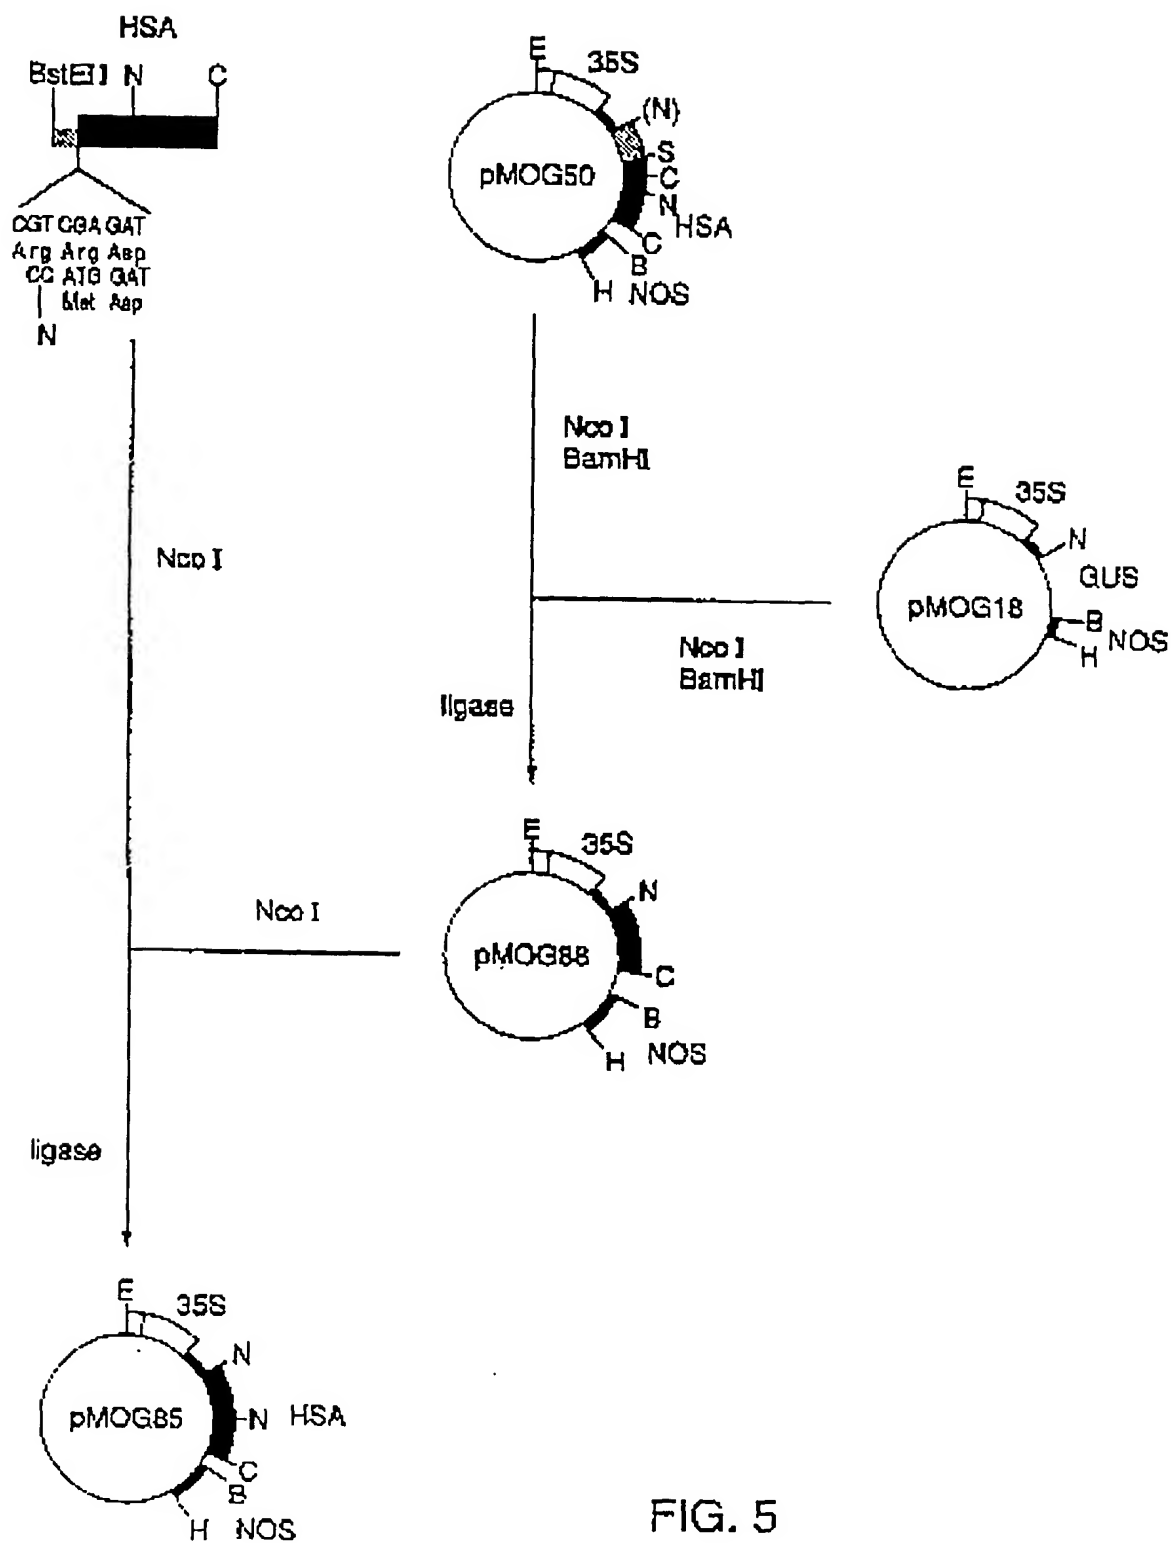 HSA
BstEII N C
CGT CGA GAT
Arg Arg Asp
CC ATG GAT
Met Asp
N
E
35S
(N)
S
pMOG50
C
N
HSA
C
B
H NOS
Nco I
BamHI
E
35S
N
GUS
pMOG18
B
NOS
H
Nco I
Nco I
BamHI
ligase
E
35S
N
pMOG88
C
B
H NOS
Nco I
ligase
E
35S
N
pMOG85
N HSA
C
B
H NOS
FIG. 5